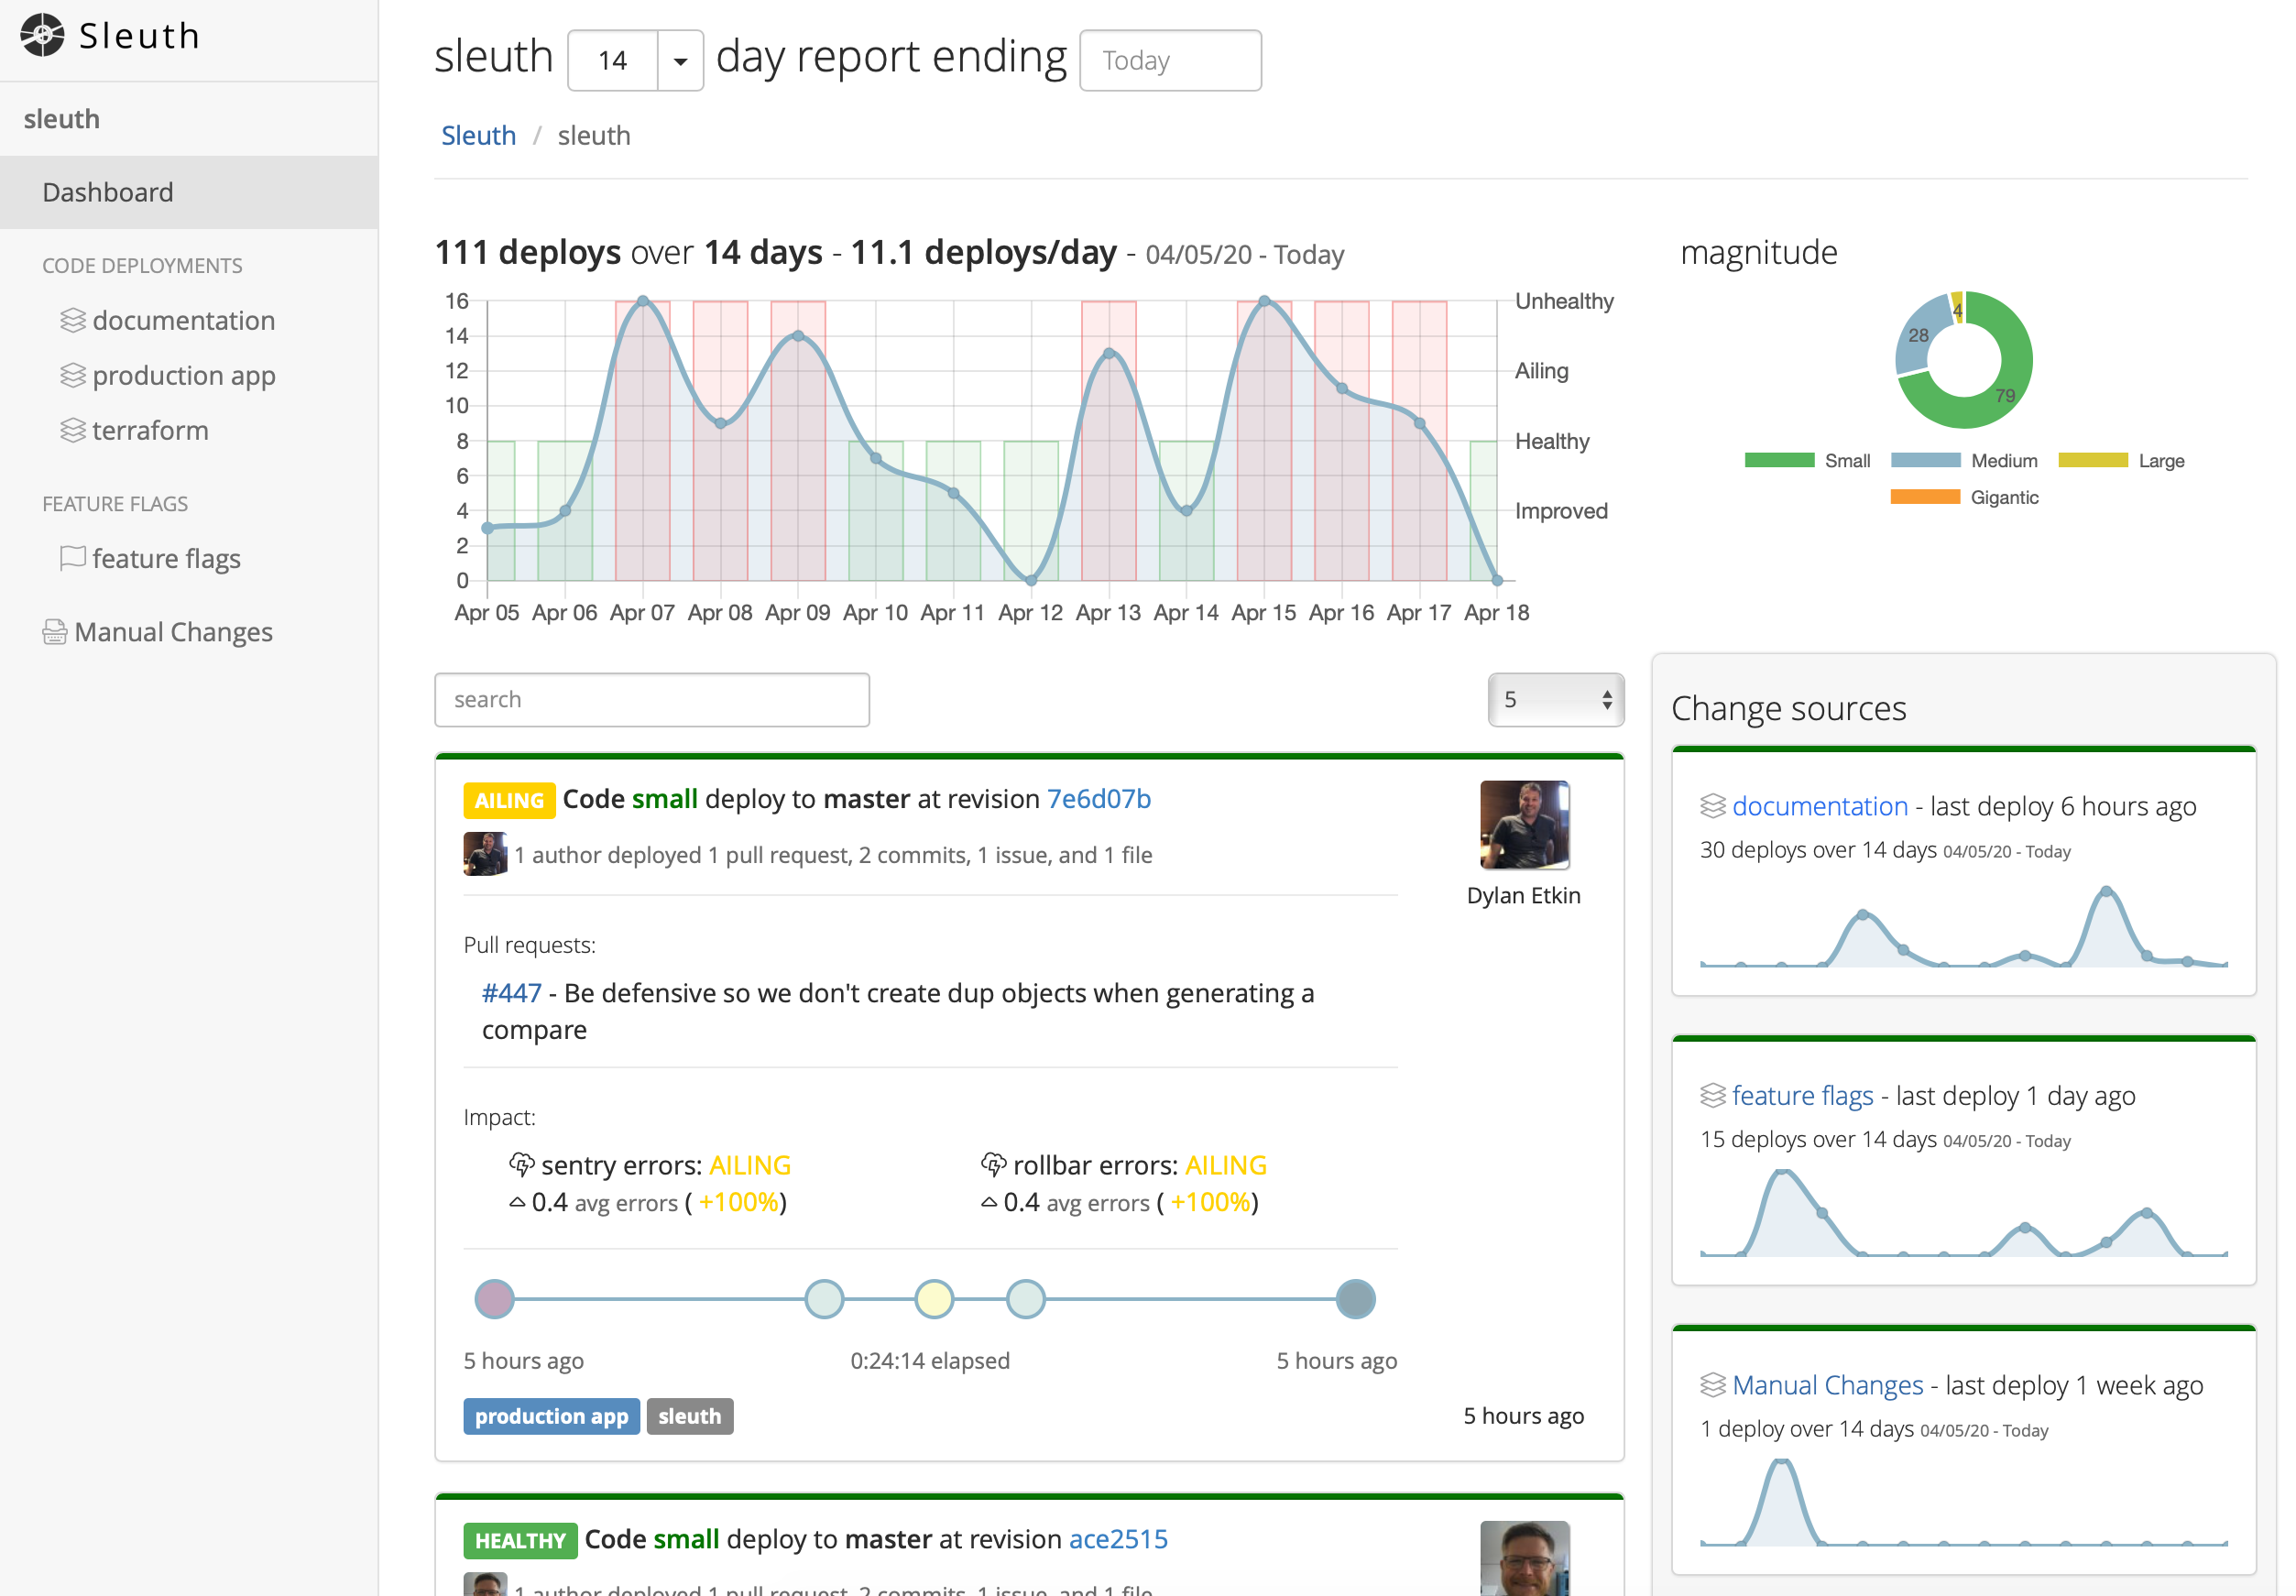 Sleuth
sleuth
Dashboard
CODE DEPLOYMENTS
documentation
production app
terraform
FEATURE FLAGS
feature flags
Manual Changes
sleuth 14 day report ending Today
Sleuth / sleuth
111 deploys over 14 days - 11.1 deploys/day - 04/05/20 - Today
16
14
12
10
8
6
4
2
0
Unhealthy
Ailing
Healthy
Improved
Apr 05 Apr 06 Apr 07 Apr 08 Apr 09 Apr 10 Apr 11 Apr 12 Apr 13 Apr 14 Apr 15 Apr 16 Apr 17 Apr 18
magnitude
4
28
79
Small Medium Large
Gigantic
search
5
AILING Code small deploy to master at revision 7e6d07b
1 author deployed 1 pull request, 2 commits, 1 issue, and 1 file
Dylan Etkin
Pull requests:
#447 - Be defensive so we don't create dup objects when generating a
compare
Impact:
sentry errors: AILING
0.4 avg errors ( +100%)
rollbar errors: AILING
0.4 avg errors ( +100%)
5 hours ago 0:24:14 elapsed 5 hours ago
production app sleuth 5 hours ago
HEALTHY Code small deploy to master at revision ace2515
1 author deployed 1 pull request, 2 commits, 1 issue, and 1 file
Change sources
documentation - last deploy 6 hours ago
30 deploys over 14 days 04/05/20 - Today
feature flags - last deploy 1 day ago
15 deploys over 14 days 04/05/20 - Today
Manual Changes - last deploy 1 week ago
1 deploy over 14 days 04/05/20 - Today